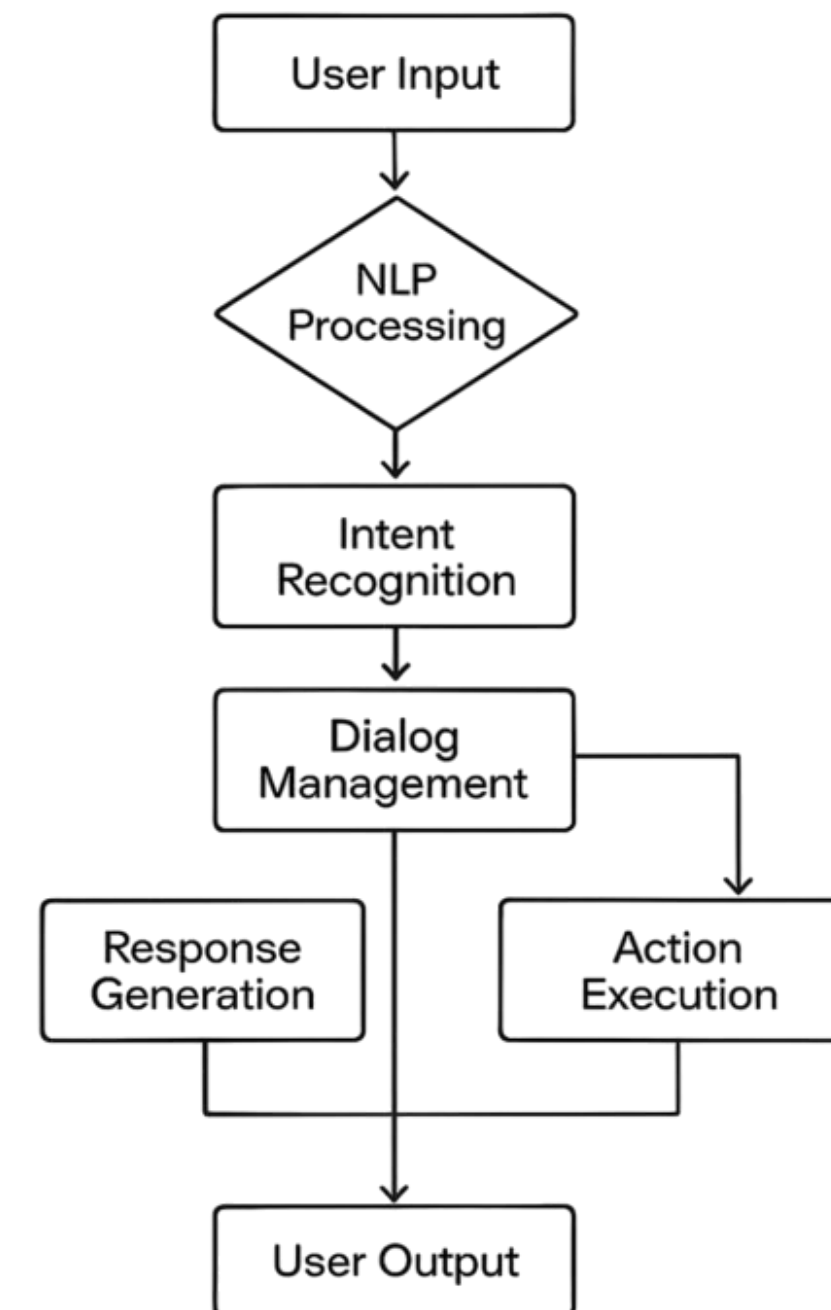 User Input
NLP
Processing
Intent
Recognition
Dialog
Management
Response
Generation
Action
Execution
User Output